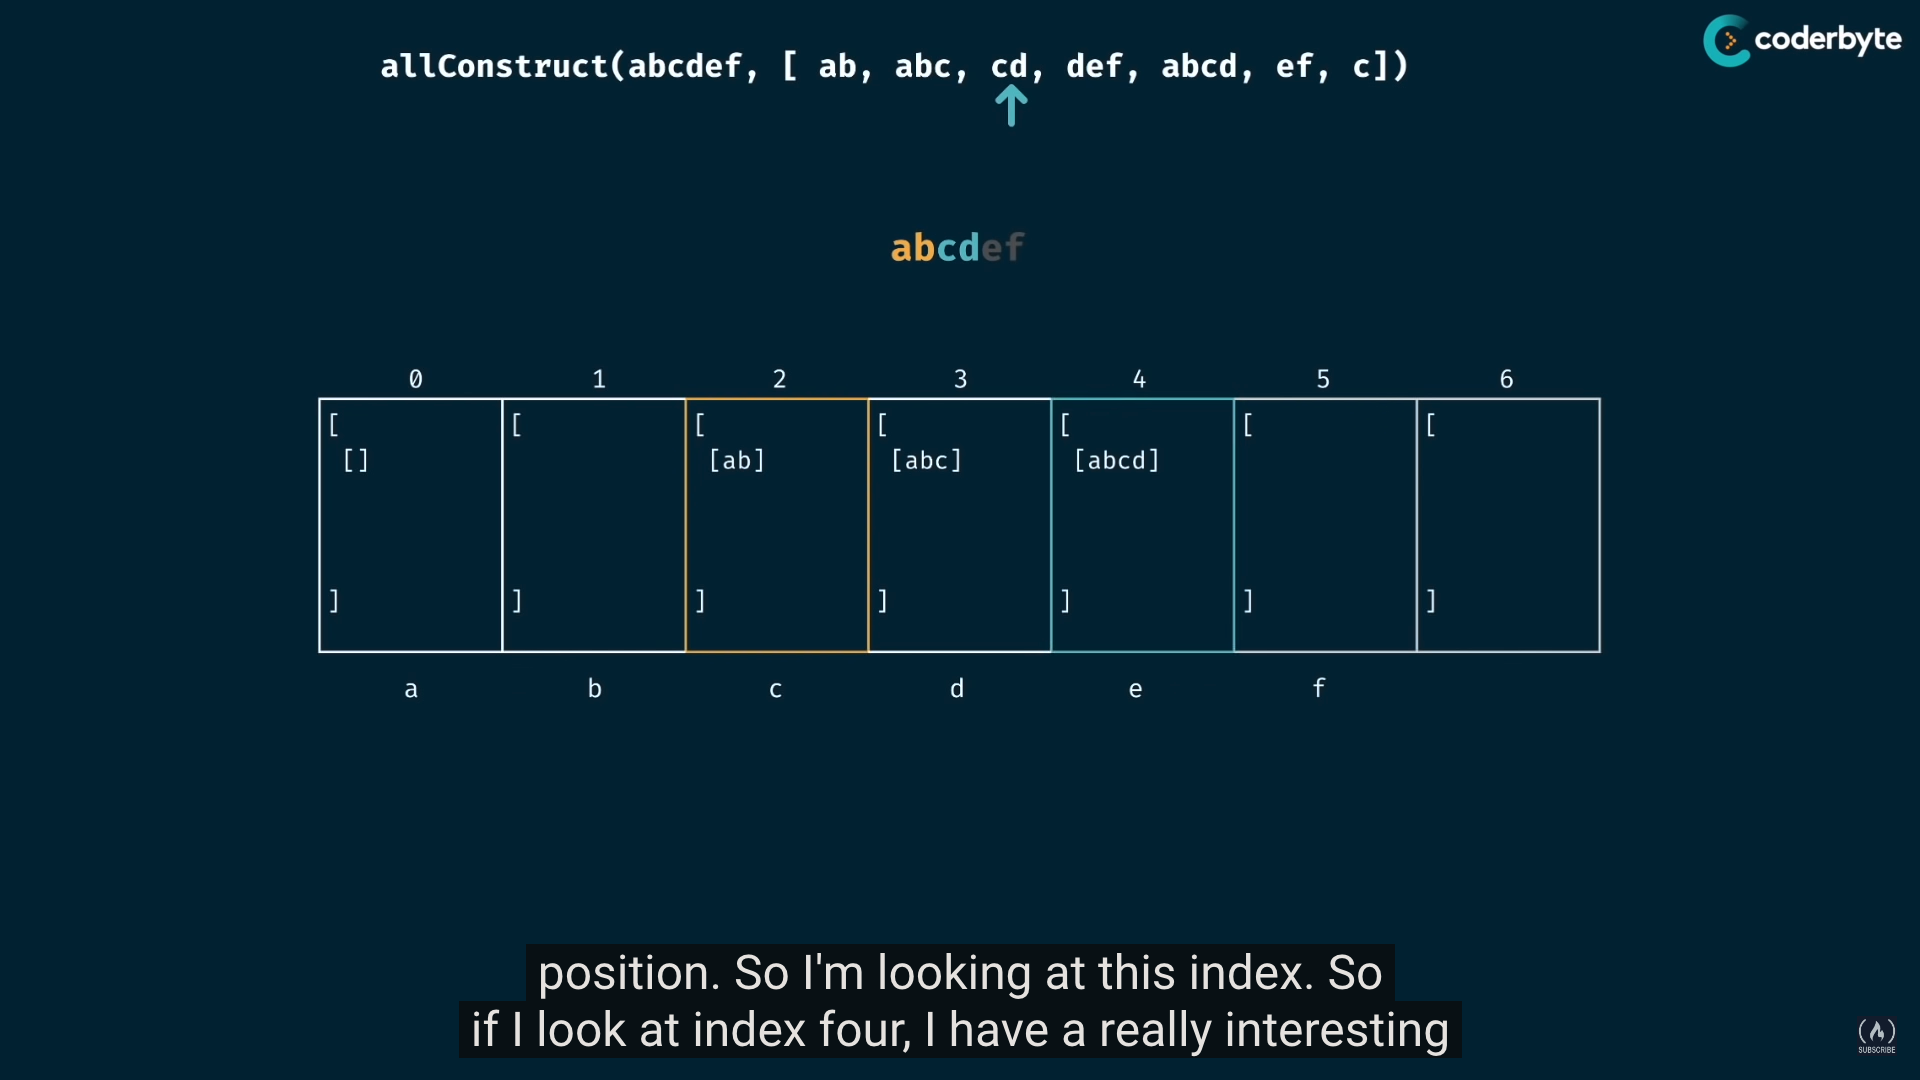 coderbyte
allConstruct(abcdef, [ ab, abc, cd, def, abcd, ef, c])
abcdef
0 1 2 3 4 5 6
[ [ [ [ [ [ [
[] [ab] [abc] [abcd]
] ] ] ] ] ] ]
a b c d e f
position. So I'm looking at this index. So
if I look at index four, I have a really interesting
SUBSCRIBE